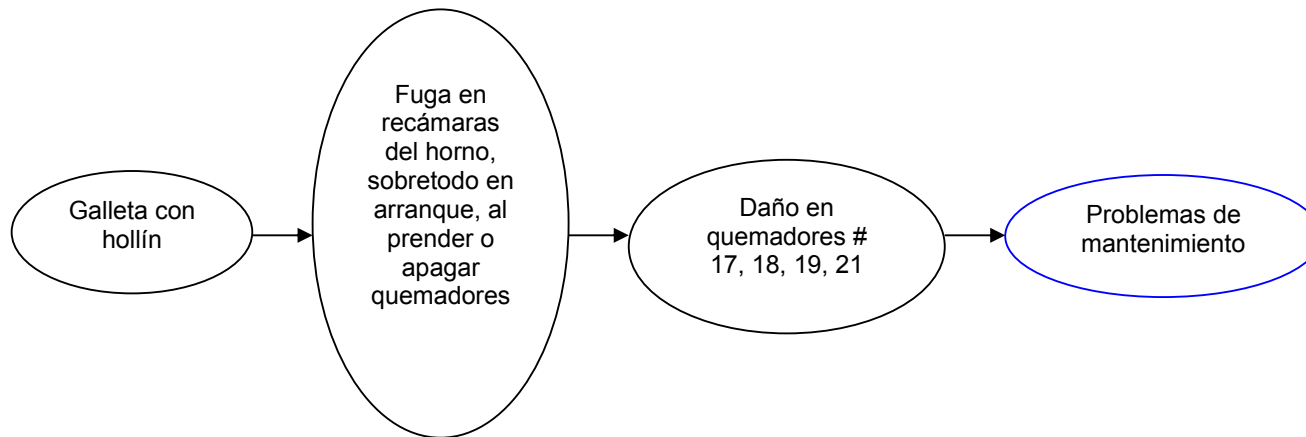 Galleta con
hollín
Fuga en
recámaras
del horno,
sobretodo en
arranque, al
prender o
apagar
quemadores
Daño en
quemadores #
17, 18, 19, 21
Problemas de
mantenimiento